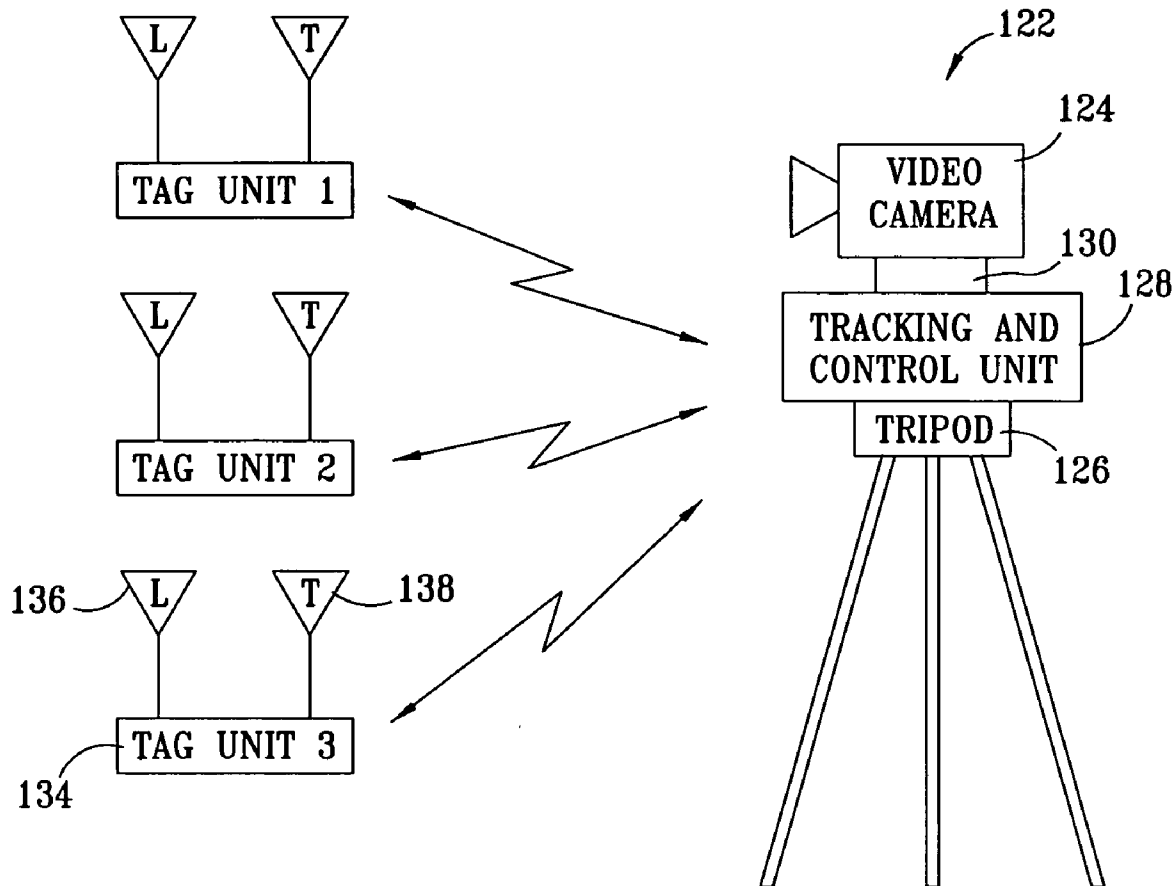 L T
TAG UNIT 1
L T
TAG UNIT 2
136 L T 138
TAG UNIT 3
134
122
124
VIDEO
CAMERA
130
128
TRACKING AND
CONTROL UNIT
TRIPOD
126